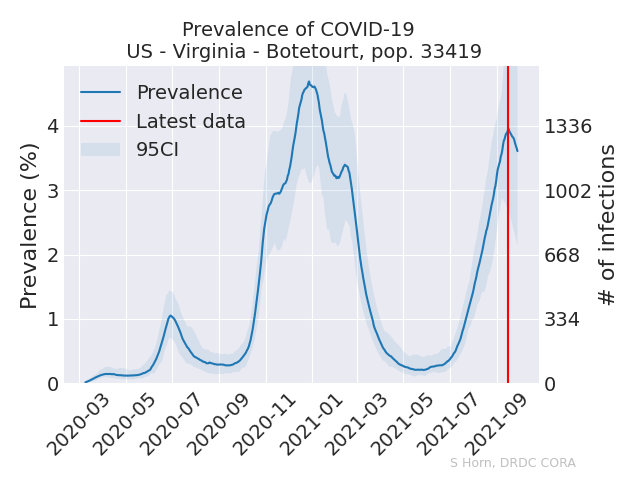 Prevalence of COVID-19
US - Virginia - Botetourt, pop. 33419
Prevalence
Latest data
95CI
Prevalence (%)
4
3
2
1
0
1336
1002
668
334
0
# of infections
2020-03
2020-05
2020-07
2020-09
2020-11
2021-01
2021-03
2021-05
2021-07
2021-09
S Horn, DRDC CORA